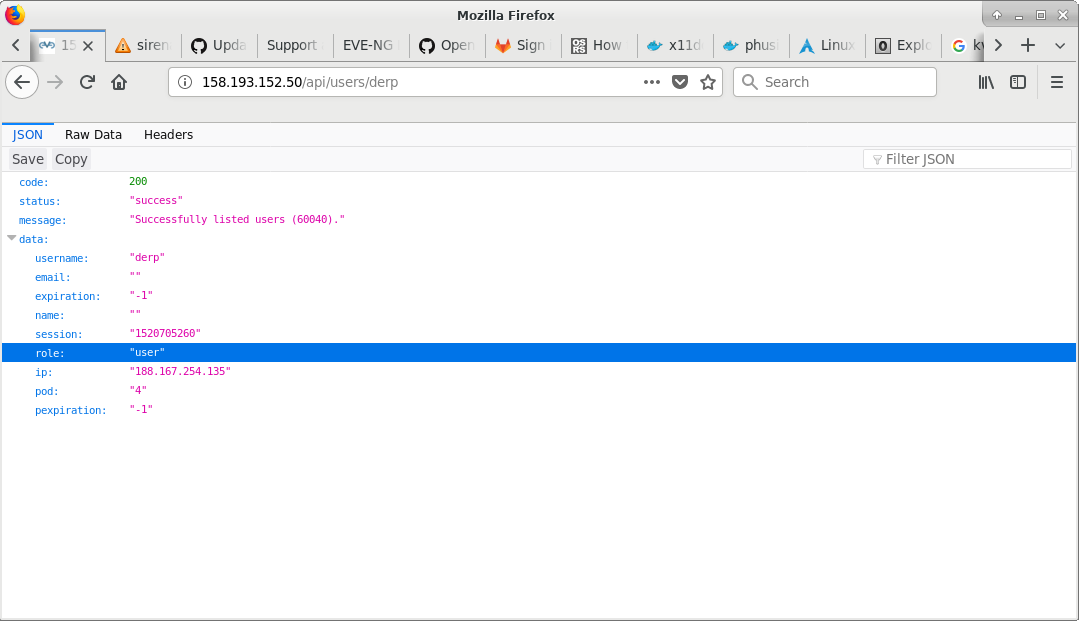 Mozilla Firefox
15 siren Upda Support EVE-NG Open Sign How x11d phus Linux Explo kv
158.193.152.50/api/users/derp Search
JSON Raw Data Headers
Save Copy Filter JSON
code: 200
status: "success"
message: "Successfully listed users (60040)."
data:
username: "derp"
email: ""
expiration: "-1"
name: ""
session: "1520705260"
role: "user"
ip: "188.167.254.135"
pod: "4"
pexpiration: "-1"